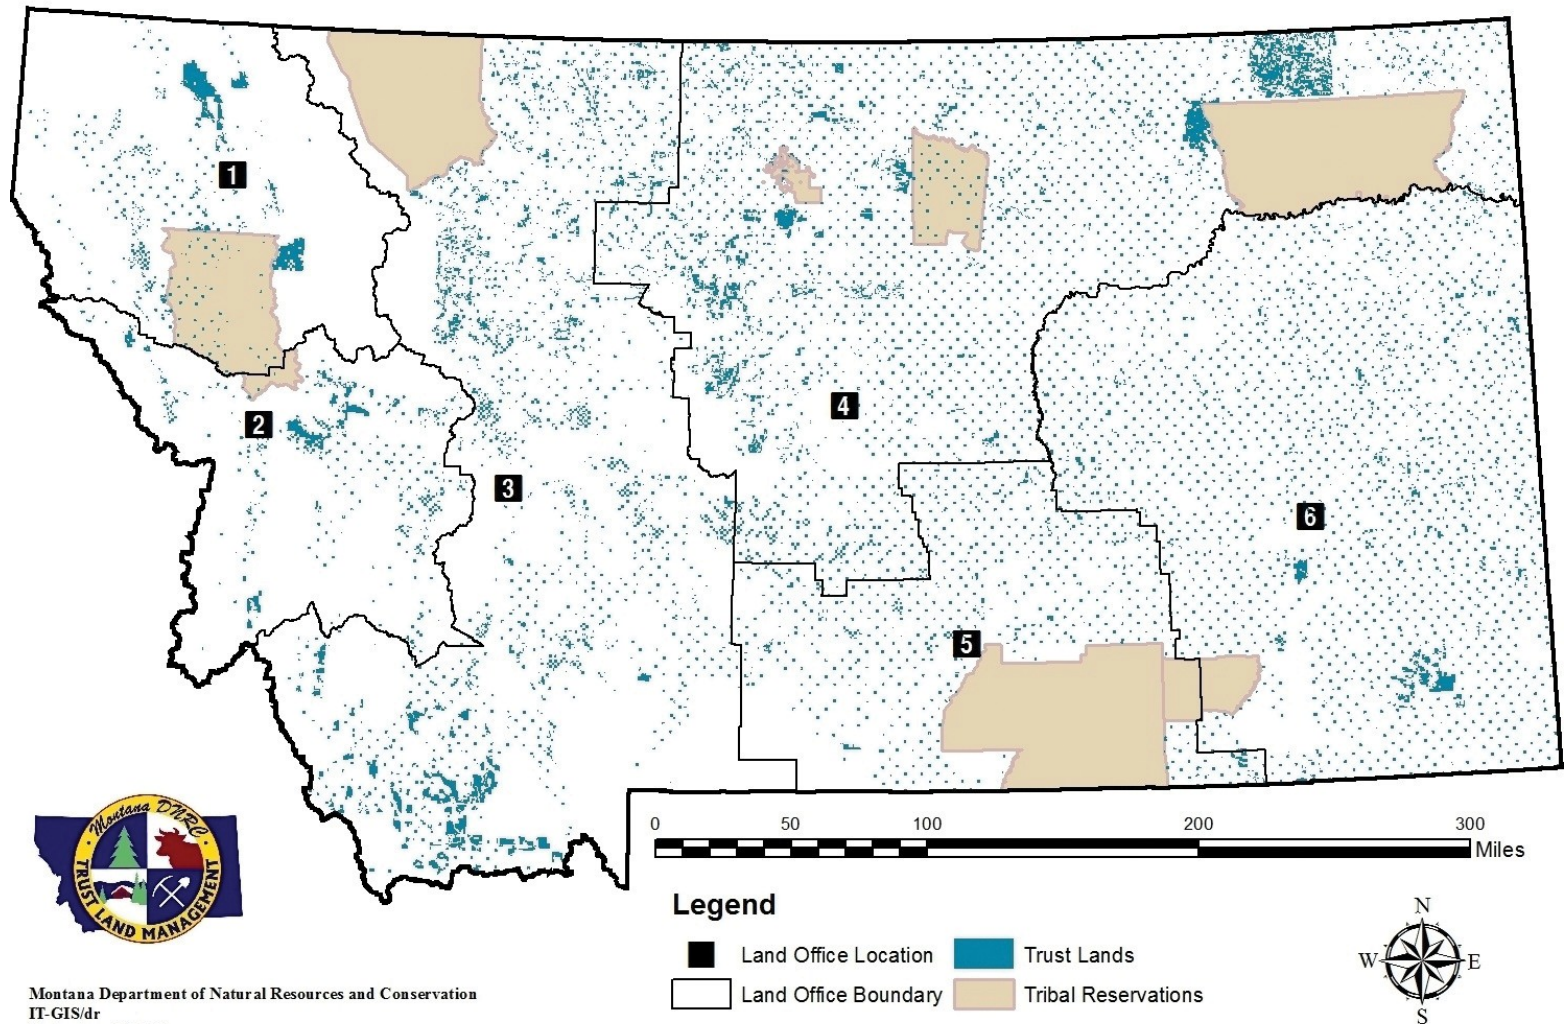 1
2
3
4
5
6
0 50 100 200 300
Miles
Montana DNRC
TRUST LAND MANAGEMENT
Legend
Land Office Location
Trust Lands
Land Office Boundary
Tribal Reservations
N
W E
S
Montana Department of Natural Resources and Conservation
IT-GIS/dr